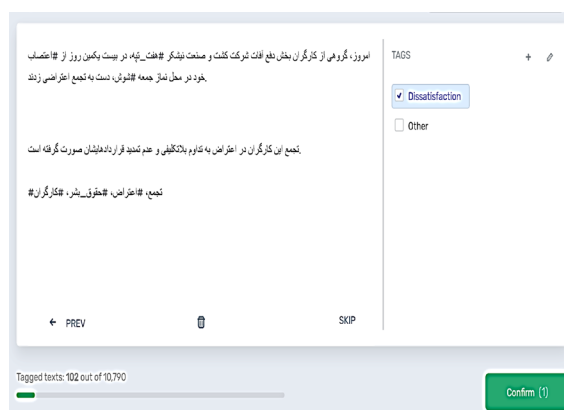 امروز، گروهی از کارگران بخش دفع آفات شرکت کشت و صنعت نیشکر #هفت_تپه، در بیست یکمین روز از #اعتصاب
خود در محل نماز جمعه #شوش، دست به تجمع اعتراضی زدند.
تجمع این کارگران در اعتراض به تداوم بلاتکلیفی و عدم تمدید قراردادهایشان صورت گرفته است.
#تجمع، #اعتراض، #حقوق_بشر، #کارگران
← PREV
SKIP
TAGS
Dissatisfaction
Other
Tagged texts: 102 out of 10,790
Confirm (1)